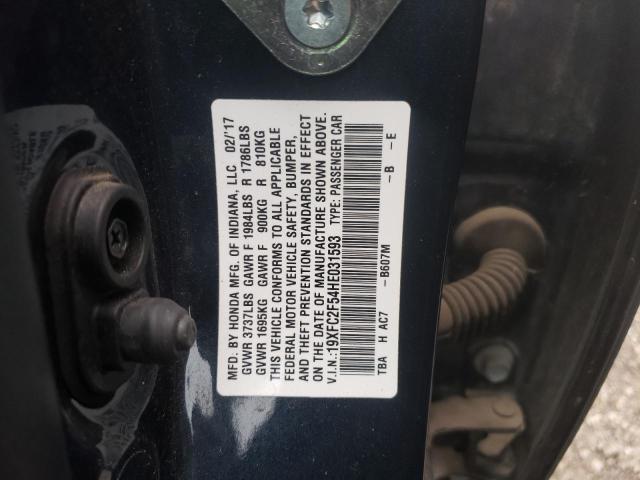 MFD. BY HONDA MFG. OF INDIANA, LLC 02/'17
GVWR 3737LBS GAWR F 1984LBS R 1786LBS
GVWR 1695KG GAWR F 900KG R 810KG
THIS VEHICLE CONFORMS TO ALL APPLICABLE
FEDERAL MOTOR VEHICLE SAFETY, BUMPER,
AND THEFT PREVENTION STANDARDS IN EFFECT
ON THE DATE OF MANUFACTURE SHOWN ABOVE.
V.I.N.:19XFC2F54HE031593 TYPE: PASSENGER CAR
TBA H AC7 -B607M -B -E